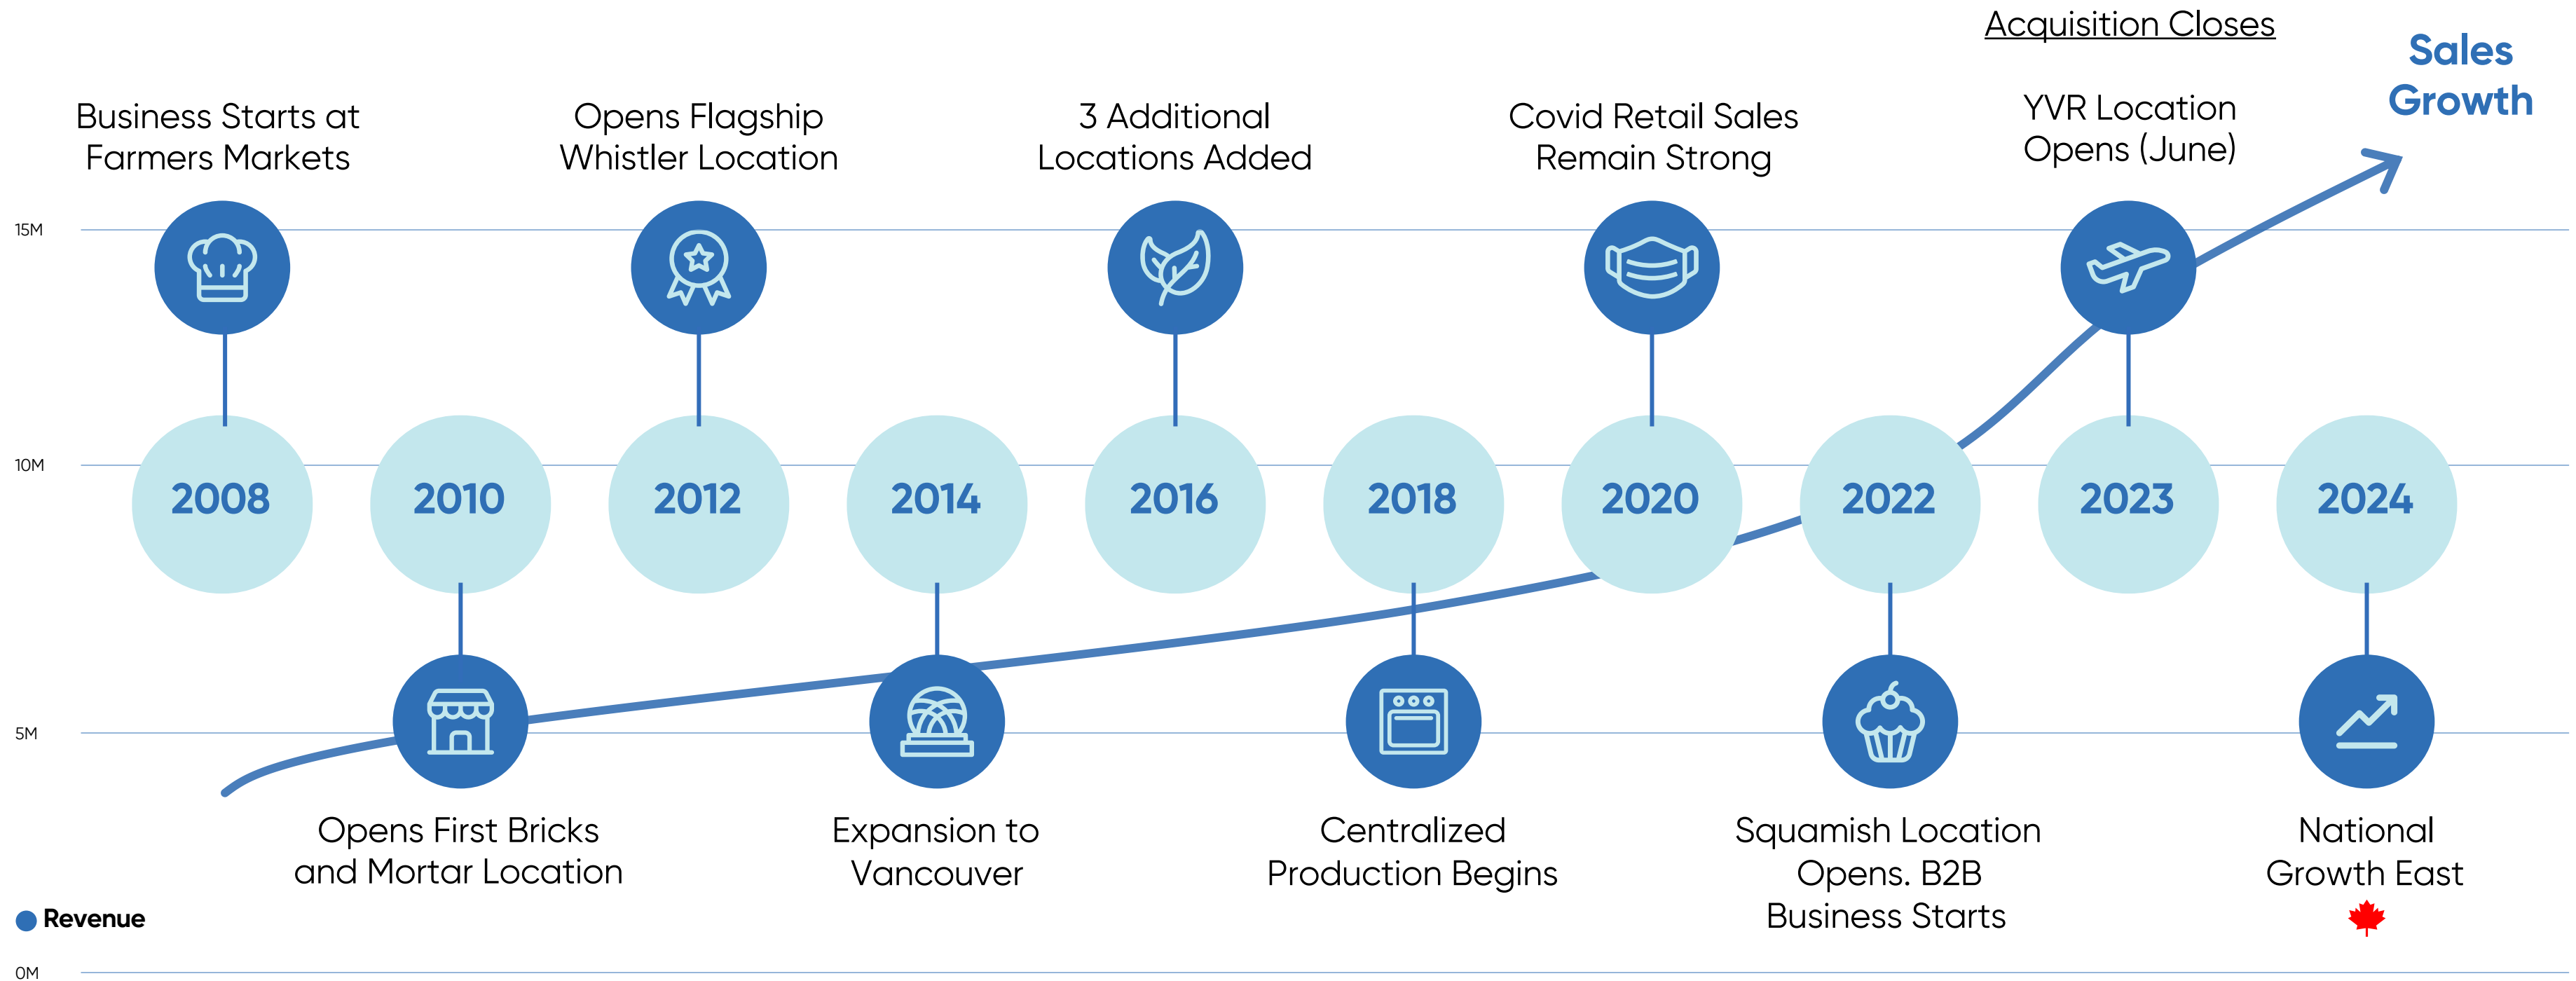 Acquisition Closes
Sales
Growth
Business Starts at
Farmers Markets
Opens Flagship
Whistler Location
3 Additional
Locations Added
Covid Retail Sales
Remain Strong
YVR Location
Opens (June)
15M
10M
2008
2010
2012
2014
2016
2018
2020
2022
2023
2024
5M
Opens First Bricks
and Mortar Location
Expansion to
Vancouver
Centralized
Production Begins
Squamish Location
Opens. B2B
Business Starts
National
Growth East
Revenue
0M